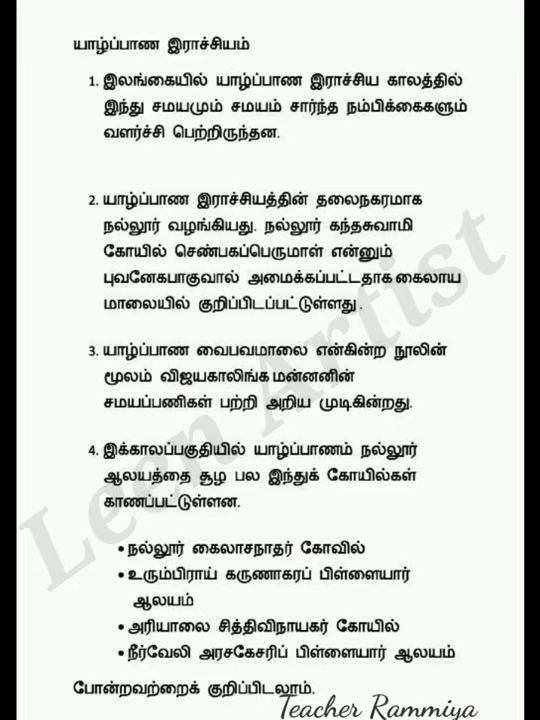 யாழ்ப்பாண இராச்சியம்
1. இலங்கையில் யாழ்ப்பாண இராச்சிய காலத்தில்
இந்து சமயமும் சமயம் சார்ந்த நம்பிக்கைகளும்
வளர்ச்சி பெற்றிருந்தன.
2. யாழ்ப்பாண இராச்சியத்தின் தலைநகரமாக
நல்லூர் வழங்கியது. நல்லூர் கந்தசுவாமி
கோயில் செண்பகப்பெருமாள் என்னும்
புவனேகபாகுவால் அமைக்கப்பட்டதாக கைலாய
மாலையில் குறிப்பிடப்பட்டுள்ளது .
3. யாழ்ப்பாண வைபவமாலை என்கின்ற நூலின்
மூலம் விஜயகாலிங்க மன்னனின்
சமயப்பணிகள் பற்றி அறிய முடிகின்றது.
4. இக்காலப்பகுதியில் யாழ்ப்பாணம் நல்லூர்
ஆலயத்தை சூழ பல இந்துக் கோயில்கள்
காணப்பட்டுள்ளன.
• நல்லூர் கைலாசநாதர் கோவில்
• உரும்பிராய் கருணாகரப் பிள்ளையார்
ஆலயம்
• அரியாலை சித்திவிநாயகர் கோயில்
• நீர்வேலி அரசகேசரிப் பிள்ளையார் ஆலயம்
போன்றவற்றைக் குறிப்பிடலாம்.
Teacher Rammiya
Leen Artist